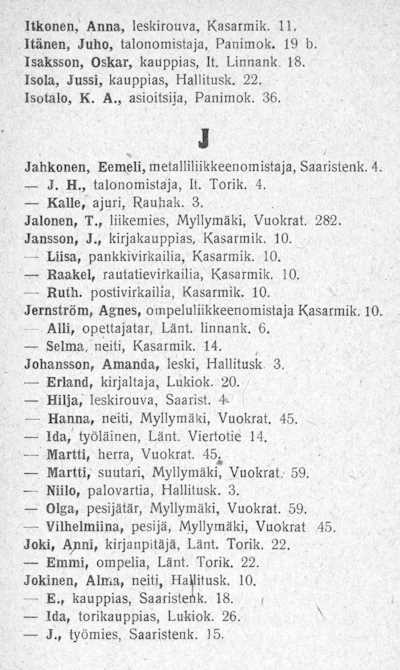 Itkonen, Anna, leskirouva, Kasarmik. 11.
Itänen, Juho, talonomistaja, Panimok. 19 b.
Isaksson, Oskar, kauppias, It. Linnank. 18.
Isola, Jussi, kauppias, Hallitusk. 22.
Isotalo, K. A., asioitsija, Panimok. 36.
J
Jahkonen, Eemeli, metalliliikkeenomistaja, Saaristenk. 4.
— J. H., talonomistaja, It. Torik. 4.
— Kalle, ajuri, Rauhak. 3.
Jalonen, T., liikemies, Myllymäki, Vuokrat. 282.
Jansson, J., kirjakauppias, Kasarmik. 10.
— Liisa, pankkivirkailia, Kasarmik. 10.
— Raakel, rautatievirkailia, Kasarmik. 10.
— Ruth. postivirkailia, Kasarmik. 10.
Jernström, Agnes, ompeluliikkeenomistaja Kasarmik. 10.
— Alli, opettajatar, Länt. linnank. 6.
— Selma, neiti, Kasarmik. 14.
Johansson, Amanda, leski, Hallitusk. 3.
— Erland, kirjaltaja, Lukiok. 20.
— Hilja, leskirouva, Saarist. 4.
— Hanna, neiti, Myllymäki, Vuokrat. 45.
— Ida, työläinen, Länt. Viertotie 14.
— Martti, herra, Vuokrat. 45.
— Martti, suutari, Myllymäki, Vuokrat. 59.
— Niilo, palovartia, Hallitusk. 3.
— Olga, pesijätär, Myllymäki, Vuokrat. 59.
— Vilhelmiina, pesijä, Myllymäki, Vuokrat 45.
Joki, Anni, kirjanpitäjä, Länt. Torik. 22.
— Emmi, ompelia, Länt. Torik. 22.
Jokinen, Alma, neiti, Hallitusk. 10.
— E., kauppias, Saaristenk. 18.
— Ida, torikauppias, Lukiok. 26.
— J., työmies, Saaristenk. 15.